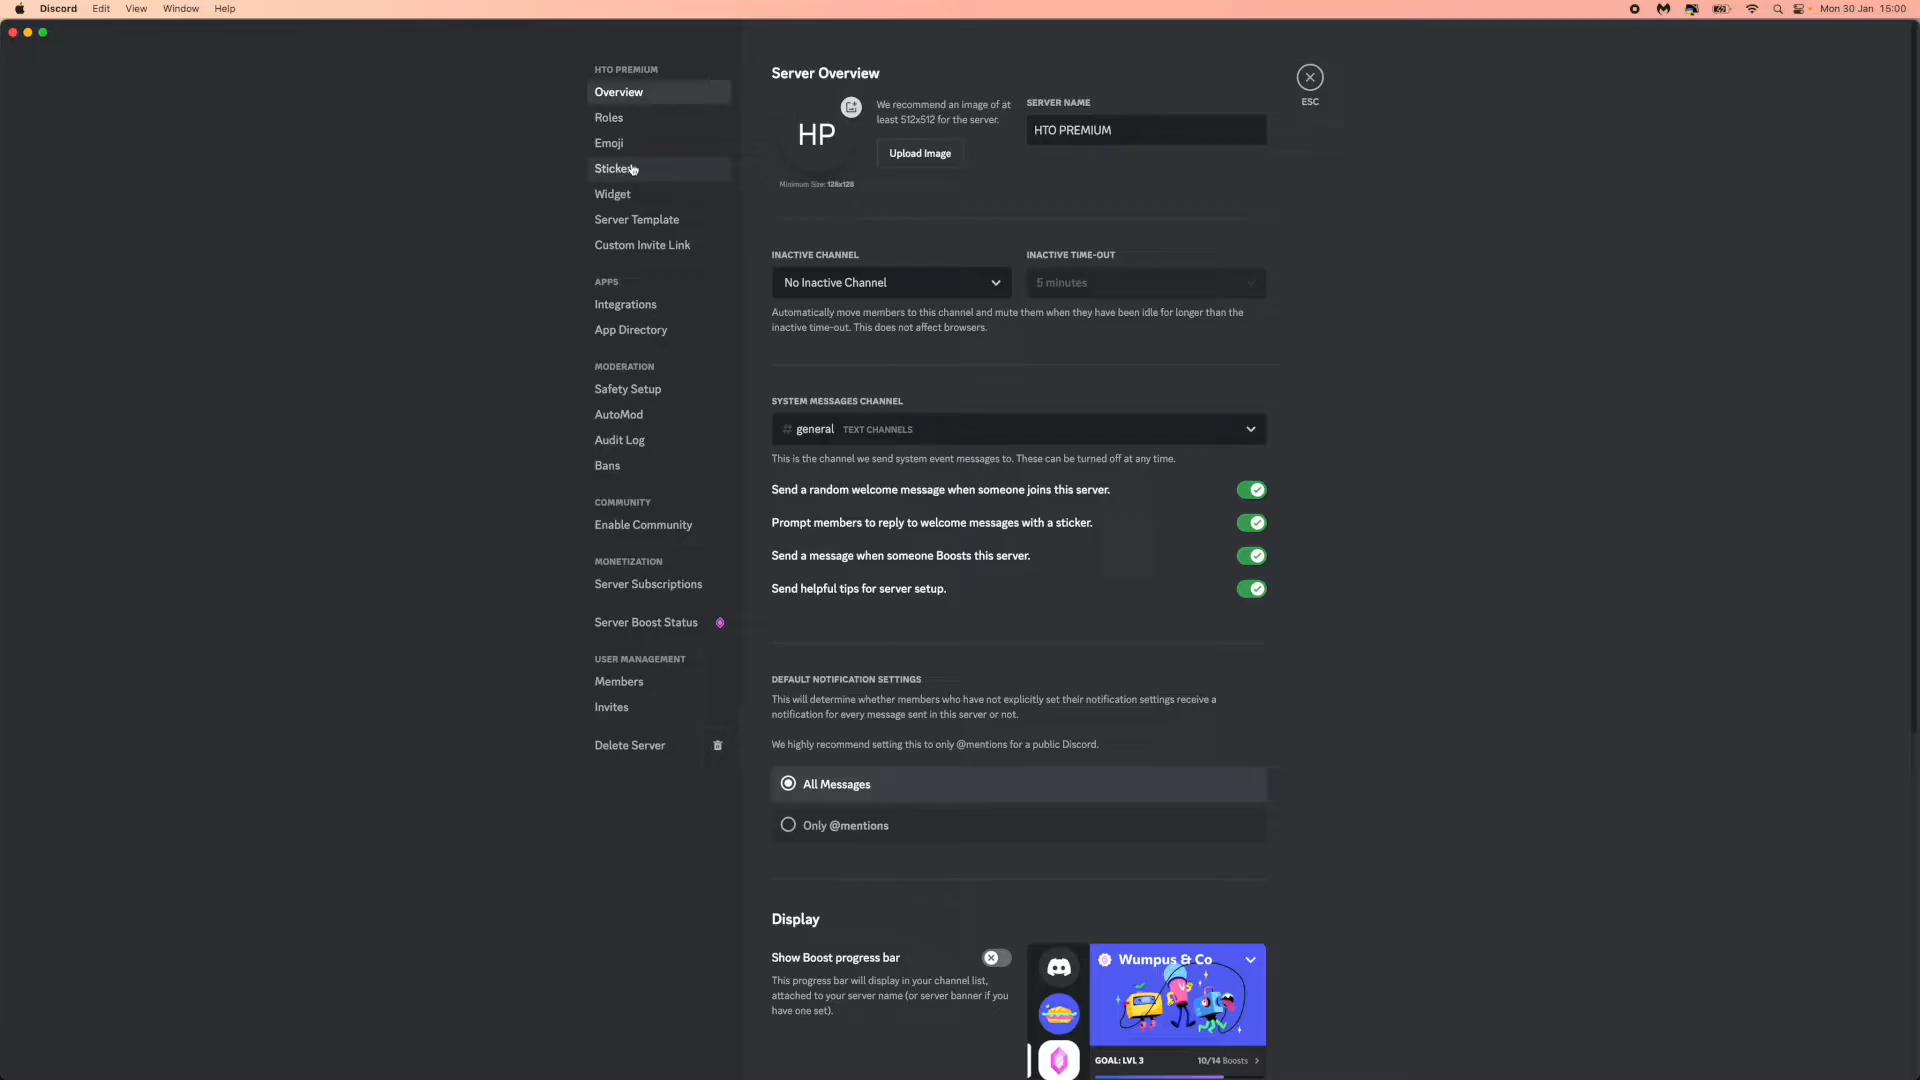 Discord Edit View Window Help
Mon 30 Jan 15:00
HTO PREMIUM
Overview
Roles
Emoji
Stickers
Widget
Server Template
Custom Invite Link
APPS
Integrations
App Directory
MODERATION
Safety Setup
AutoMod
Audit Log
Bans
COMMUNITY
Enable Community
MONETIZATION
Server Subscriptions
Server Boost Status
USER MANAGEMENT
Members
Invites
Delete Server
Server Overview
HP
Minimum Size: 128x128
We recommend an image of at
least 512x512 for the server.
Upload Image
SERVER NAME
HTO PREMIUM
ESC
INACTIVE CHANNEL
No Inactive Channel
INACTIVE TIME-OUT
5 minutes
Automatically move members to this channel and mute them when they have been idle for longer than the
inactive time-out. This does not affect browsers.
SYSTEM MESSAGES CHANNEL
# general TEXT CHANNELS
This is the channel we send system event messages to. These can be turned off at any time.
Send a random welcome message when someone joins this server.
Prompt members to reply to welcome messages with a sticker.
Send a message when someone Boosts this server.
Send helpful tips for server setup.
DEFAULT NOTIFICATION SETTINGS
This will determine whether members who have not explicitly set their notification settings receive a
notification for every message sent in this server or not.
We highly recommend setting this to only @mentions for a public Discord.
All Messages
Only @mentions
Display
Show Boost progress bar
This progress bar will display in your channel list,
attached to your server name (or server banner if you
have one set).
Wumpus & Co
GOAL: LVL 3 10/14 Boosts >